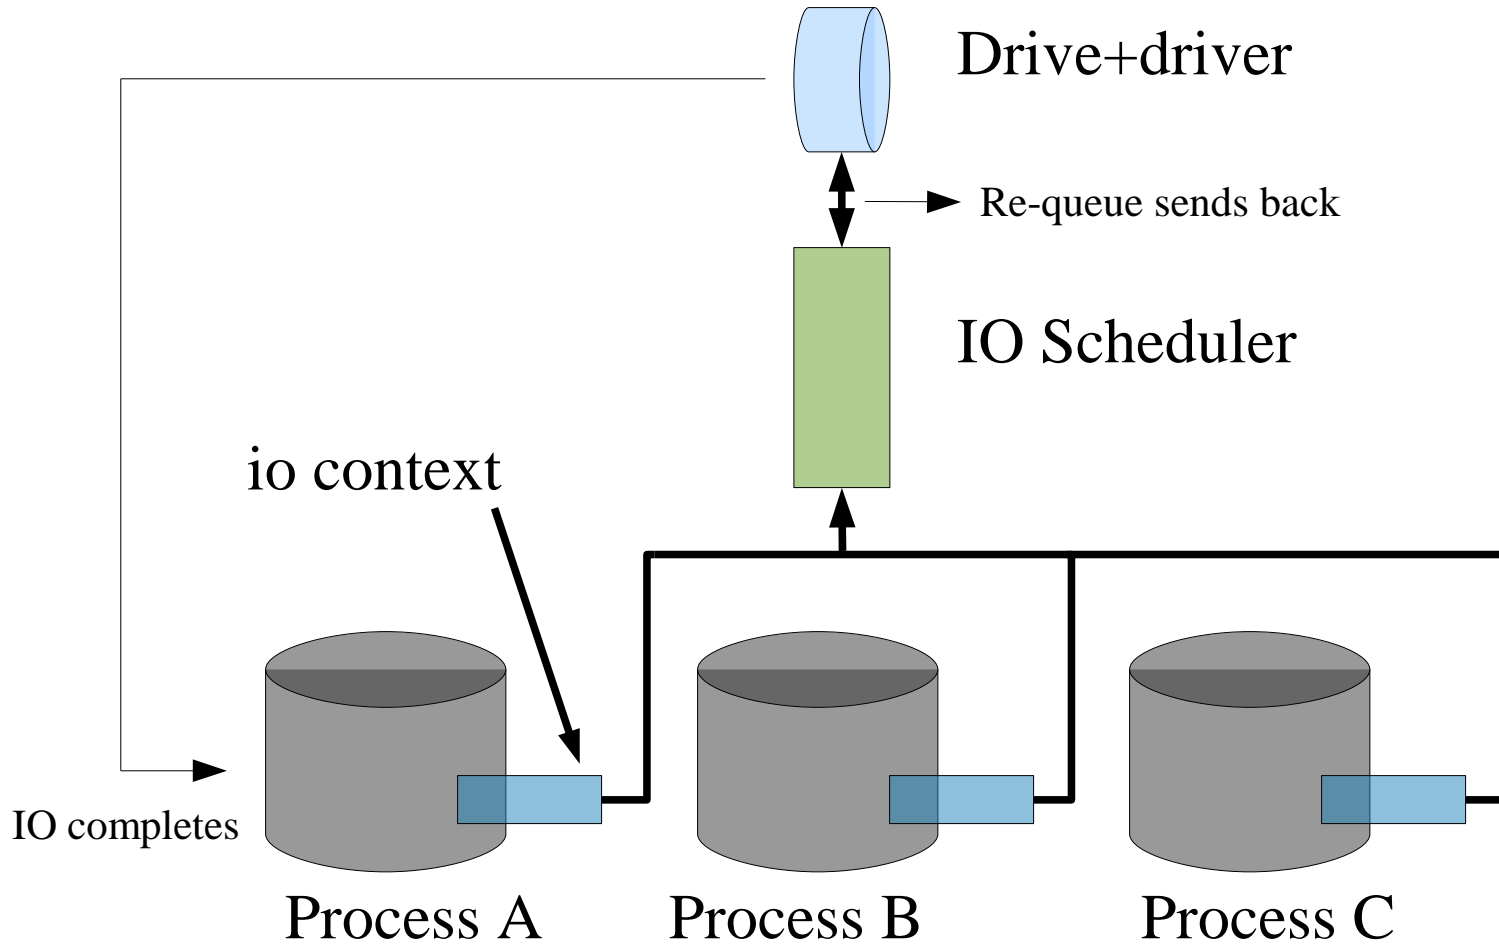 Drive+driver
Re-queue sends back
IO Scheduler
io context
IO completes
Process A
Process B
Process C